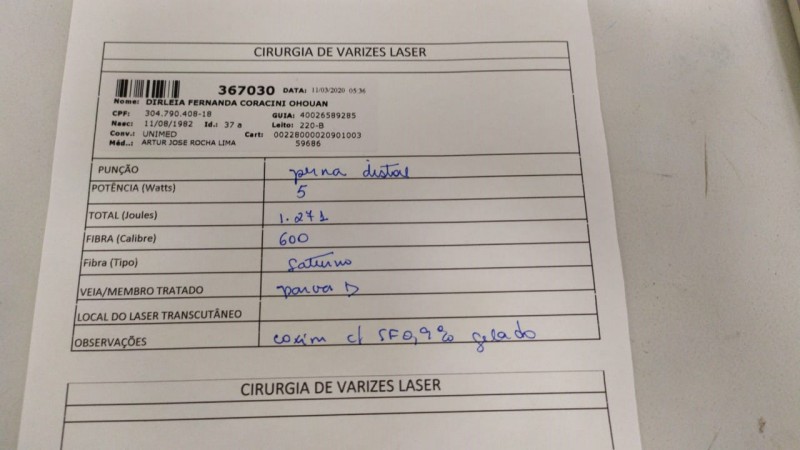 CIRURGIA DE VARIZES LASER
367030 DATA: 11/03/2020 05:36
Nome: DIRLEIA FERNANDA CORACINI OHOUAN
CPF: 304.790.408-18 GUIA: 40026589285
Nasc: 11/08/1982 Id.: 37 a Leito: 220-B
Conv.: UNIMED Cart: 00228000020901003
Méd..: ARTUR JOSE ROCHA LIMA 59686
PUNÇÃO perna distal
POTÊNCIA (Watts) 5
TOTAL (Joules) 1.271
FIBRA (Calibre) 600
Fibra (Tipo) Saturno
VEIA/MEMBRO TRATADO parva D
LOCAL DO LASER TRANSCUTÂNEO
OBSERVAÇÕES coxim c/ SF0,9% gelado
CIRURGIA DE VARIZES LASER